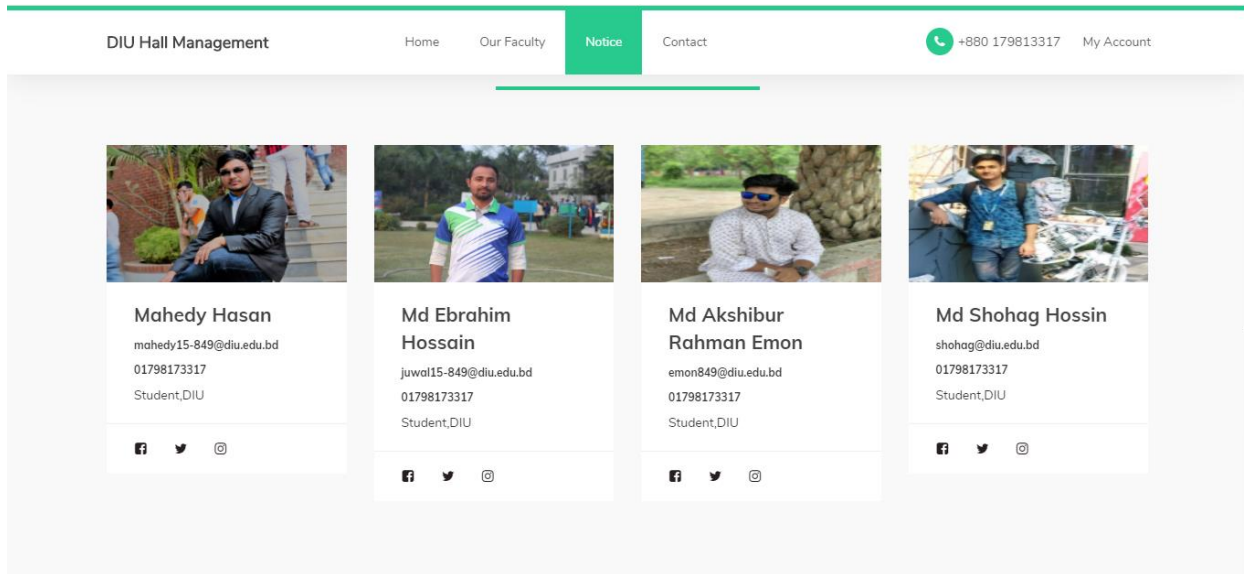 DIU Hall Management
Home
Our Faculty
Notice
Contact
+880 179813317
My Account
Mahedy Hasan
mahedy15-849@diu.edu.bd
01798173317
Student,DIU
Md Ebrahim
Hossain
juwal15-849@diu.edu.bd
01798173317
Student,DIU
Md Akshibur
Rahman Emon
emon849@diu.edu.bd
01798173317
Student,DIU
Md Shohag Hossin
shohag@diu.edu.bd
01798173317
Student,DIU